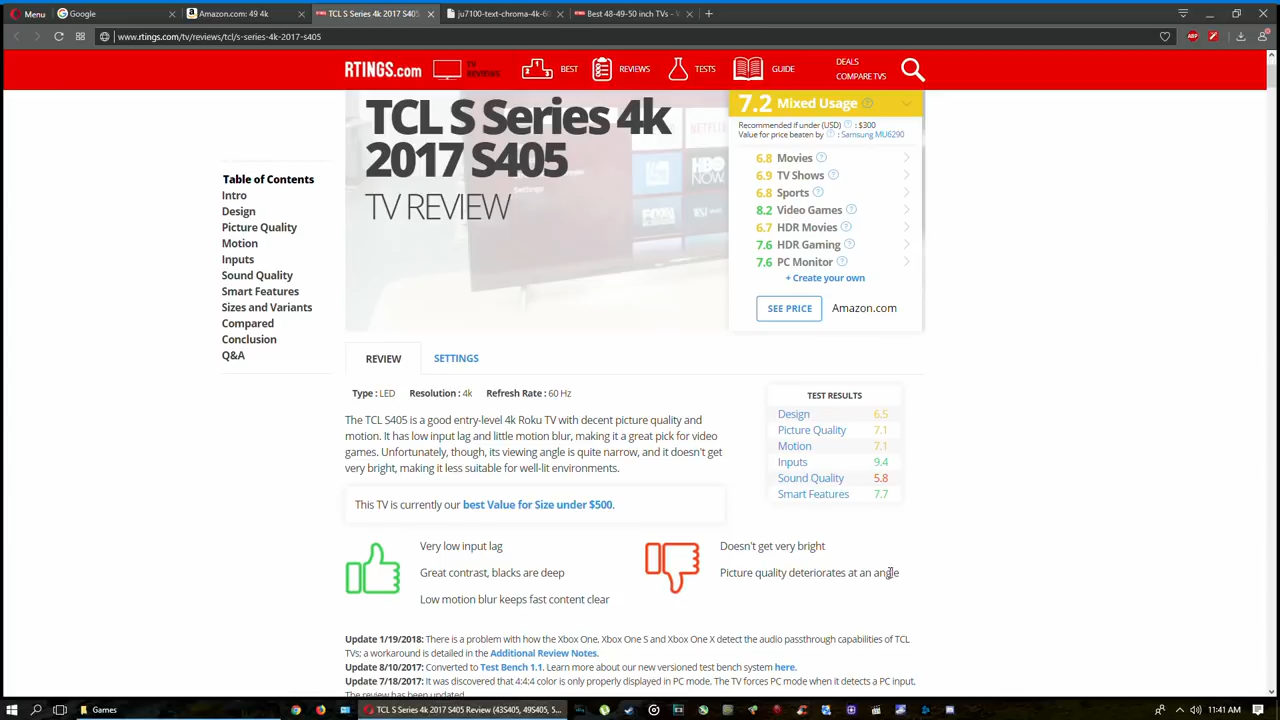 Menu
Google
Amazon.com: 49 4k
TCL S Series 4k 2017 S405
ju7100-text-chroma-4k-60
Best 48-49-50 inch TVs - W
www.rtings.com/tv/reviews/tcl/s-series-4k-2017-s405
ABP
RTINGS.com
TV REVIEWS
BEST
REVIEWS
TESTS
GUIDE
DEALS
COMPARE TVS
TCL S Series 4k
2017 S405
TV REVIEW
NETFLIX
HBO NOW
Settings
7.2 Mixed Usage
Recommended if under (USD) : $300
Value for price beaten by : Samsung MU6290
6.8 Movies
6.9 TV Shows
6.8 Sports
8.2 Video Games
6.7 HDR Movies
7.6 HDR Gaming
7.6 PC Monitor
+ Create your own
SEE PRICE
Amazon.com
Table of Contents
Intro
Design
Picture Quality
Motion
Inputs
Sound Quality
Smart Features
Sizes and Variants
Compared
Conclusion
Q&A
REVIEW
SETTINGS
Type : LED Resolution : 4k Refresh Rate : 60 Hz
The TCL S405 is a good entry-level 4k Roku TV with decent picture quality and
motion. It has low input lag and little motion blur, making it a great pick for video
games. Unfortunately, though, its viewing angle is quite narrow, and it doesn't get
very bright, making it less suitable for well-lit environments.
This TV is currently our best Value for Size under $500.
TEST RESULTS
Design 6.5
Picture Quality 7.1
Motion 7.1
Inputs 9.4
Sound Quality 5.8
Smart Features 7.7
Very low input lag
Great contrast, blacks are deep
Low motion blur keeps fast content clear
Doesn't get very bright
Picture quality deteriorates at an angle
Update 1/19/2018: There is a problem with how the Xbox One, Xbox One S and Xbox One X detect the audio passthrough capabilities of TCL
TVs; a workaround is detailed in the Additional Review Notes.
Update 8/10/2017: Converted to Test Bench 1.1. Learn more about our new versioned test bench system here.
Update 7/18/2017: It was discovered that 4:4:4 color is only properly displayed in PC mode. The TV forces PC mode when it detects a PC input.
The review has been updated.
Games
TCL S Series 4k 2017 S405 Review (43S405, 49S405, 5...
11:41 AM